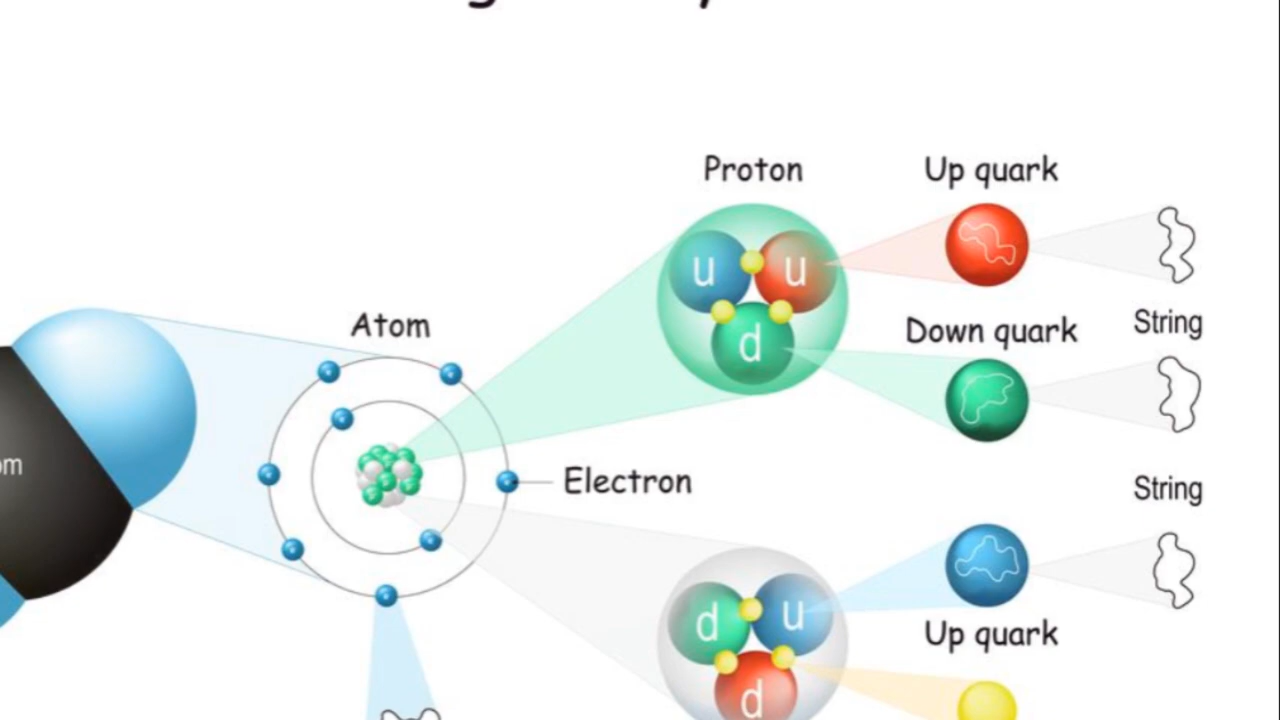 Proton
Up quark
u
u
d
Atom
Down quark
String
Electron
String
d
u
d
Up quark